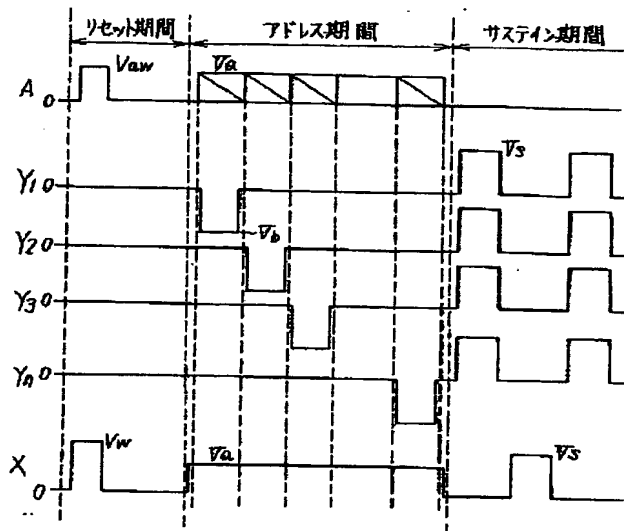 リセット期間 アドレス期間 サステイン期間
Vaw Va
A 0
Vs
Y1 0
Vb
Y2 0
Y3 0
Yn 0
Vw Va Vs
X 0